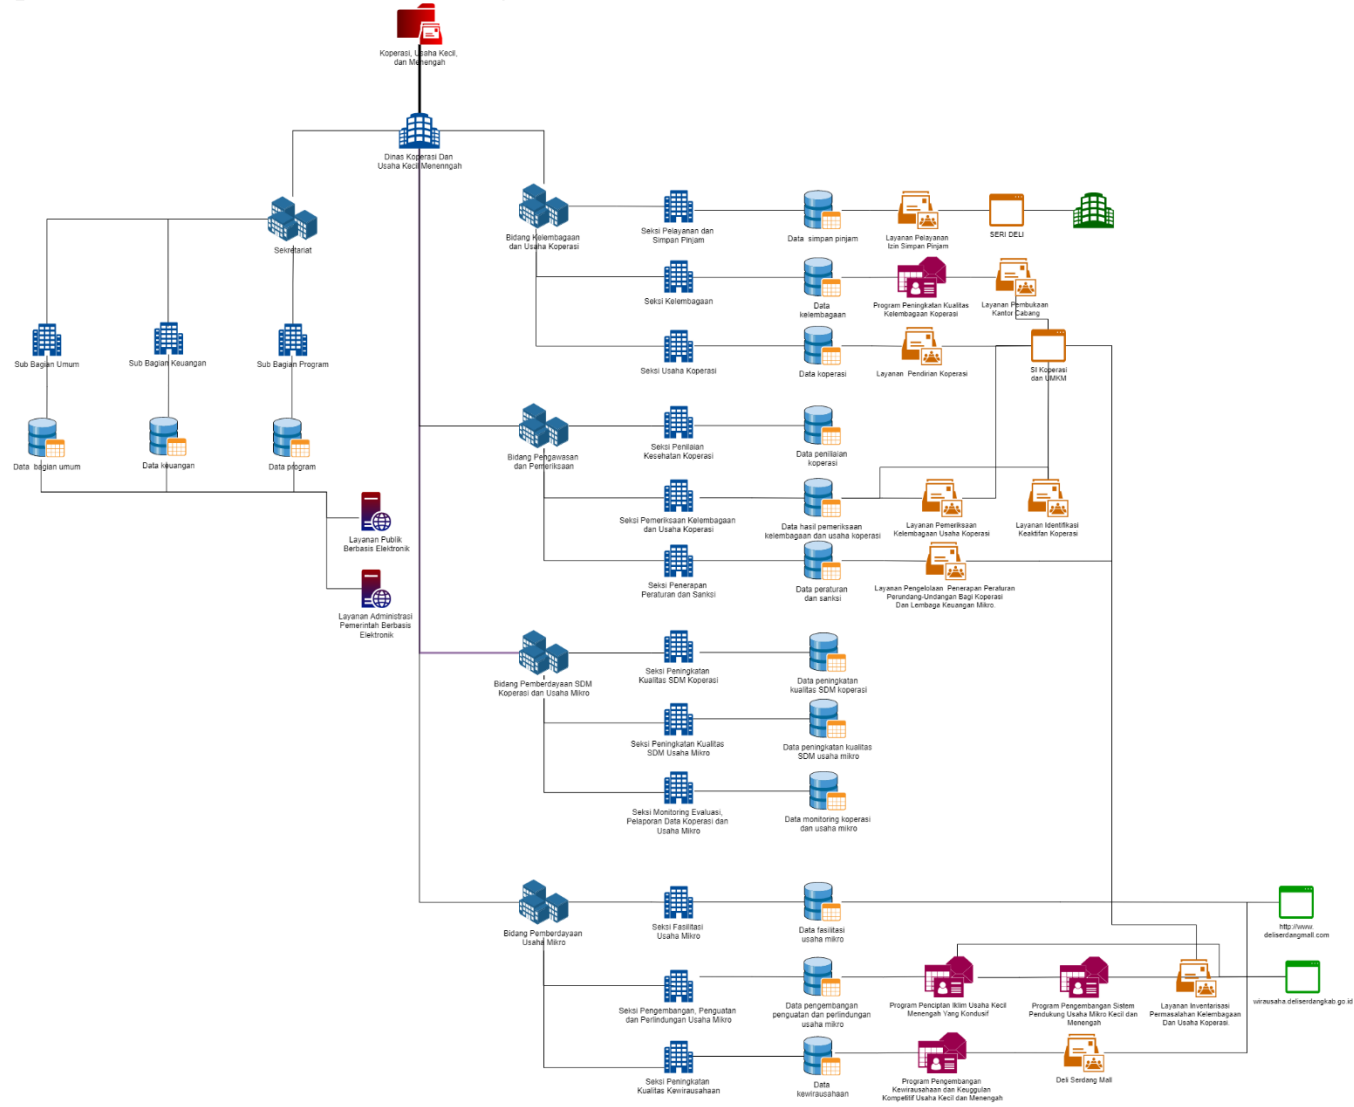 Koperasi, Usaha Kecil,
dan Menengah
Dinas Koperasi Dan
Usaha Kecil Menenngah
Sekretariat
Sub Bagian Umum
Sub Bagian Keuangan
Sub Bagian Program
Data bagian umum
Data keuangan
Data program
Layanan Publik
Berbasis Elektronik
Layanan Administrasi
Pemerintah Berbasis
Elektronik
Bidang Kelembagaan
dan Usaha Koperasi
Seksi Pelayanan dan
Simpan Pinjam
Data simpan pinjam
Layanan Pelayanan
Izin Simpan Pinjam
SERI DELI
Seksi Kelembagaan
Data
kelembagaan
Program Peningkatan Kualitas
Kelembagaan Koperasi
Layanan Pembukaan
Kantor Cabang
Seksi Usaha Koperasi
Data koperasi
Layanan Pendirian Koperasi
SI Koperasi
dan UMKM
Bidang Pengawasan
dan Pemeriksaan
Seksi Penilaian
Kesehatan Koperasi
Data penilaian
koperasi
Seksi Pemeriksaan Kelembagaan
dan Usaha Koperasi
Data hasil pemeriksaan
kelembagaan dan usaha koperasi
Layanan Pemeriksaan
Kelembagaan Usaha Koperasi
Layanan Identifikasi
Keaktifan Koperasi
Seksi Penerapan
Peraturan dan Sanksi
Data peraturan
dan sanksi
Layanan Pengelolaan Penerapan Peraturan
Perundang-Undangan Bagi Koperasi
Dan Lembaga Keuangan Mikro.
Bidang Pemberdayaan SDM
Koperasi dan Usaha Mikro
Seksi Peningkatan
Kualitas SDM Koperasi
Data peningkatan
kualitas SDM koperasi
Seksi Peningkatan Kualitas
SDM Usaha Mikro
Data peningkatan kualitas
SDM usaha mikro
Seksi Monitoring Evaluasi,
Pelaporan Data Koperasi dan
Usaha Mikro
Data monitoring koperasi
dan usaha mikro
Bidang Pemberdayaan
Usaha Mikro
Seksi Fasilitasi
Usaha Mikro
Data fasilitasi
usaha mikro
http://www.
deliserdangmall.com
Seksi Pengembangan, Penguatan
dan Perlindungan Usaha Mikro
Data pengembangan
penguatan dan perlindungan
usaha mikro
Program Penciptan Iklim Usaha Kecil
Menengah Yang Kondusif
Program Pengembangan Sistem
Pendukung Usaha Mikro Kecil dan
Menengah
Layanan Inventarisasi
Permasalahan Kelembagaan
Dan Usaha Koperasi.
wirausaha.deliserdangkab.go.id
Seksi Peningkatan
Kualitas Kewirausahaan
Data
kewirausahaan
Program Pengembangan
Kewirausahaan dan Keuggulan
Kompetitif Usaha Kecil dan Menengah
Deli Serdang Mall